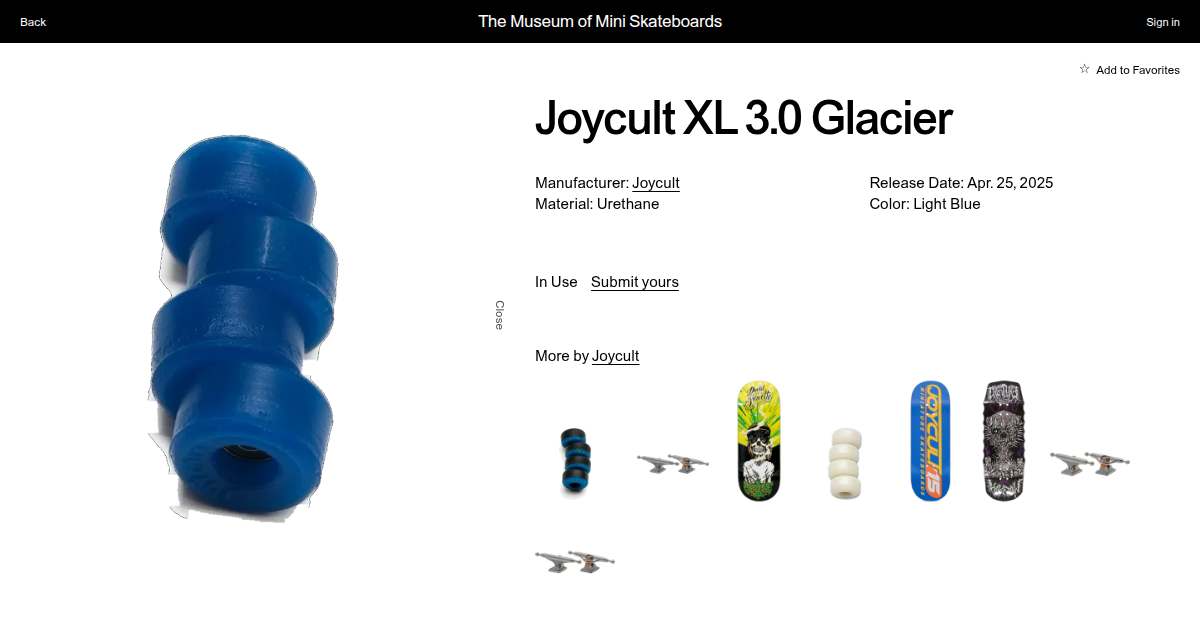 Back
The Museum of Mini Skateboards
Sign in
☆ Add to Favorites
Joycult XL 3.0 Glacier
Manufacturer: Joycult
Release Date: Apr. 25, 2025
Material: Urethane
Color: Light Blue
In Use Submit yours
Close
More by Joycult
JOYCULT